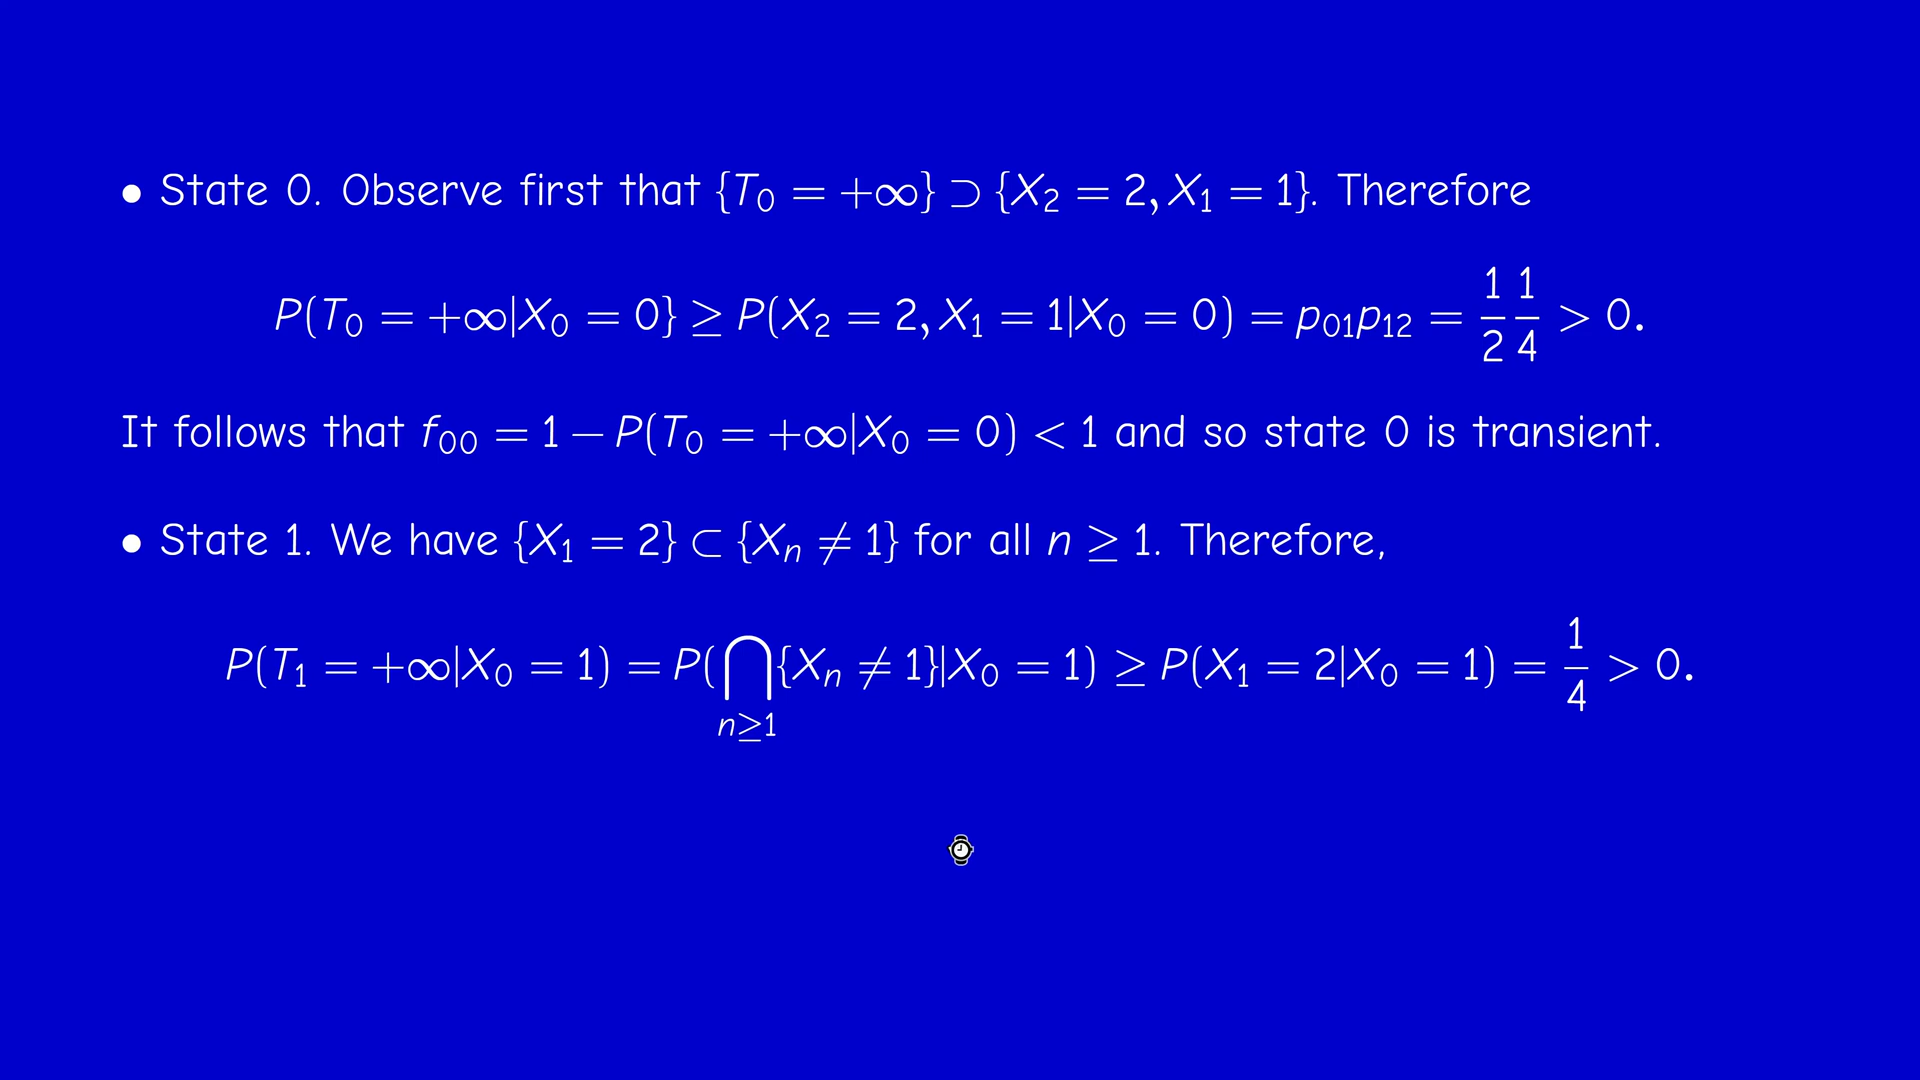 • State 0. Observe first that {T₀ = +∞} ⊃ {X₂ = 2, X₁ = 1}. Therefore
P(T₀ = +∞|X₀ = 0} ≥ P(X₂ = 2, X₁ = 1|X₀ = 0) = p₀₁p₁₂ = \frac{1}{2}\frac{1}{4} > 0.
It follows that f₀₀ = 1 − P(T₀ = +∞|X₀ = 0) < 1 and so state 0 is transient.
• State 1. We have {X₁ = 2} ⊂ {Xₙ ≠ 1} for all n ≥ 1. Therefore,
P(T₁ = +∞|X₀ = 1) = P(⋂_{n≥1}{Xₙ ≠ 1}|X₀ = 1) ≥ P(X₁ = 2|X₀ = 1) = \frac{1}{4} > 0.